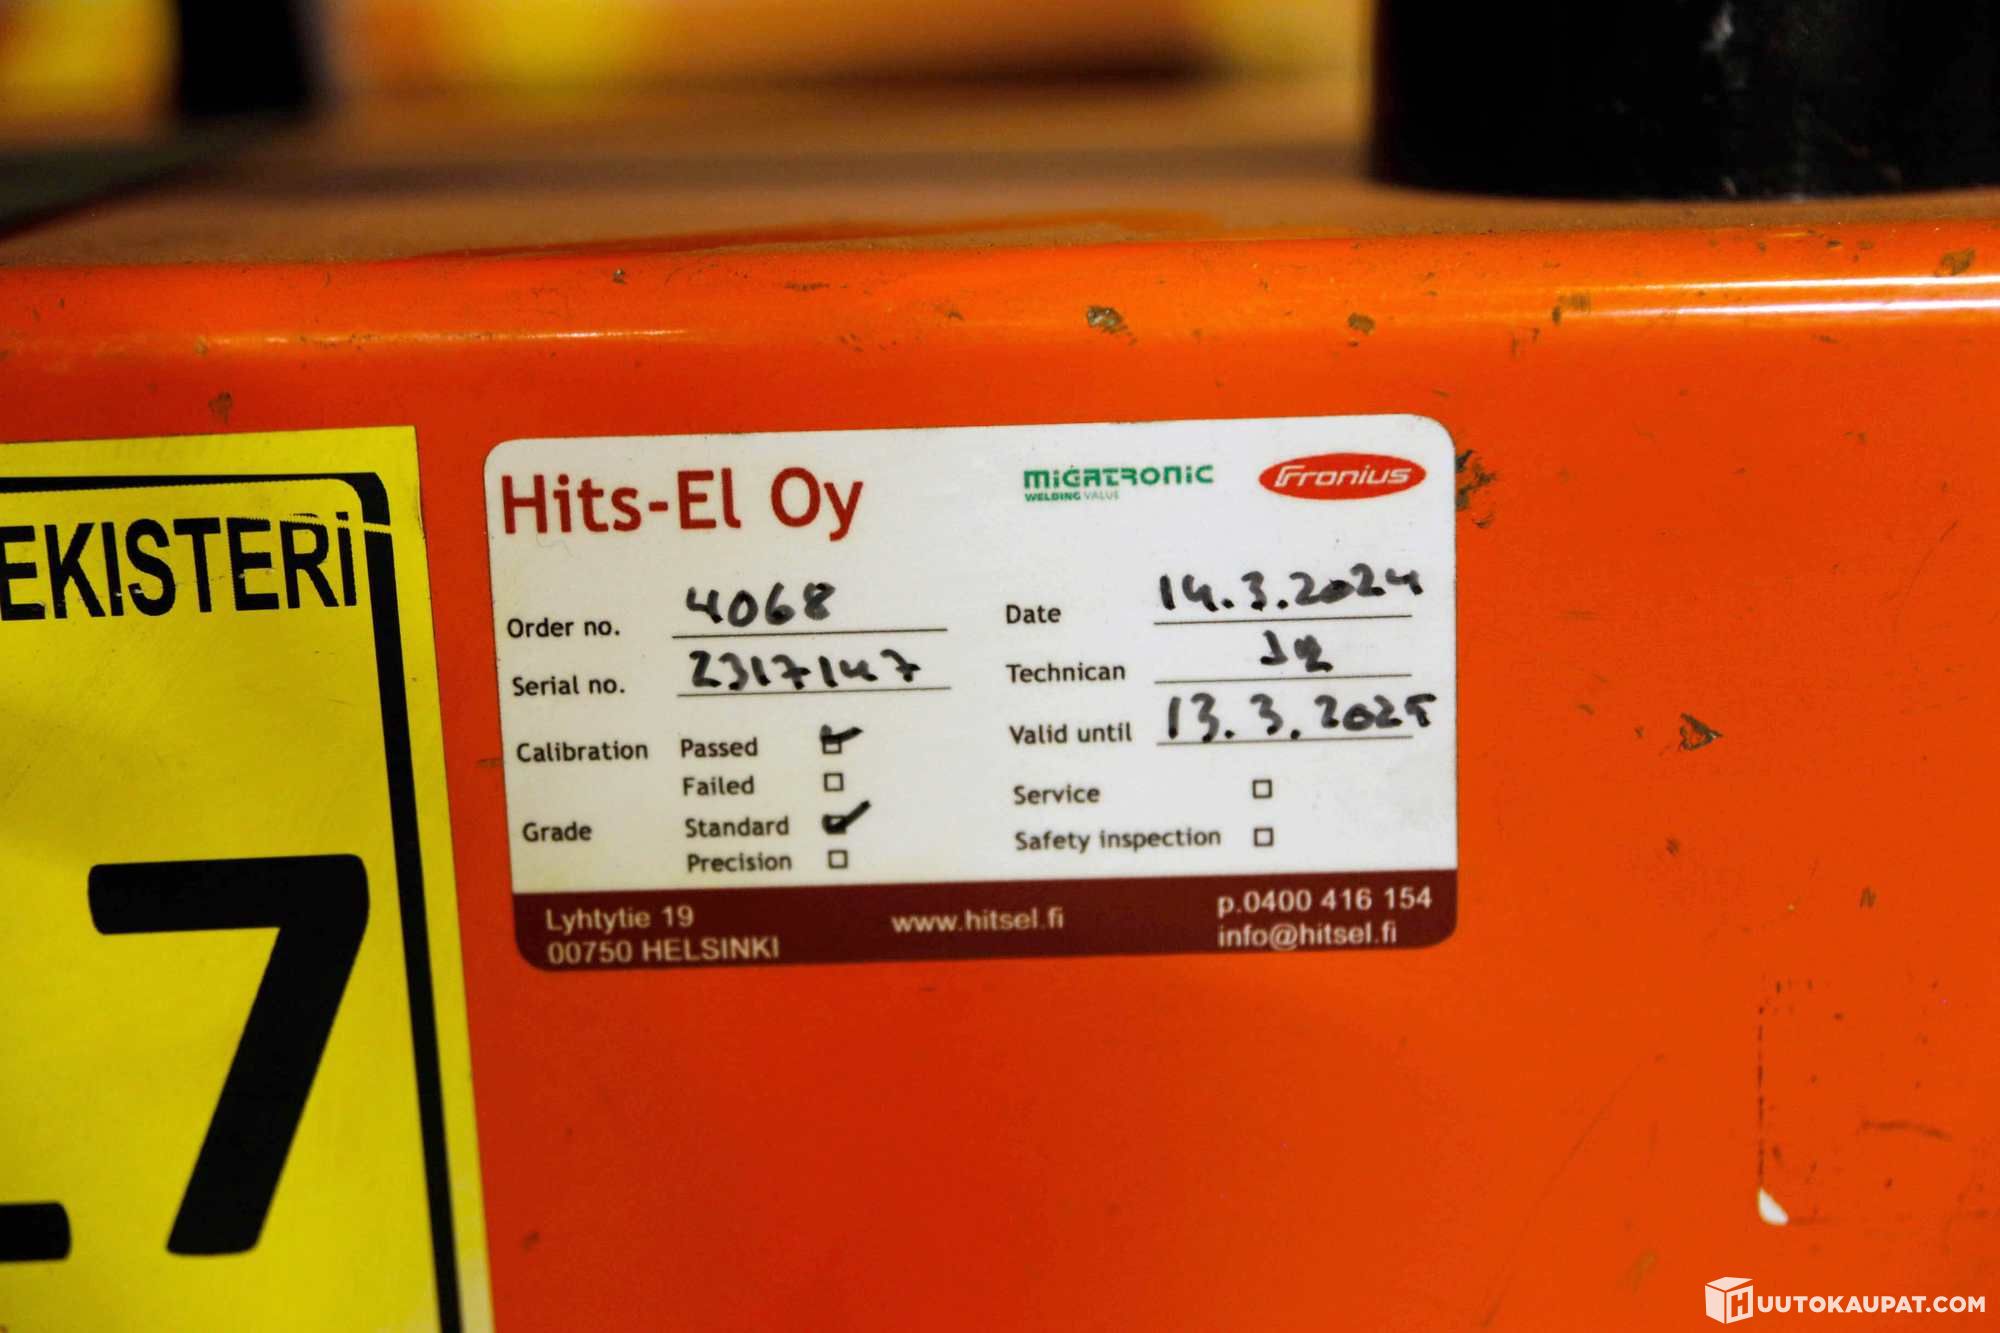 EKISTERi
7
Hits-El Oy
MIGATRONIC
WELDING VALUE
Fronius
Order no. 4068
Date 14.3.2024
Serial no. 2317147
Technican
Calibration Passed
Valid until 13.3.2025
Failed
Service
Grade Standard
Safety inspection
Precision
Lyhtytie 19
00750 HELSINKI
www.hitsel.fi
p.0400 416 154
info@hitsel.fi
HUUTOKAUPAT.COM